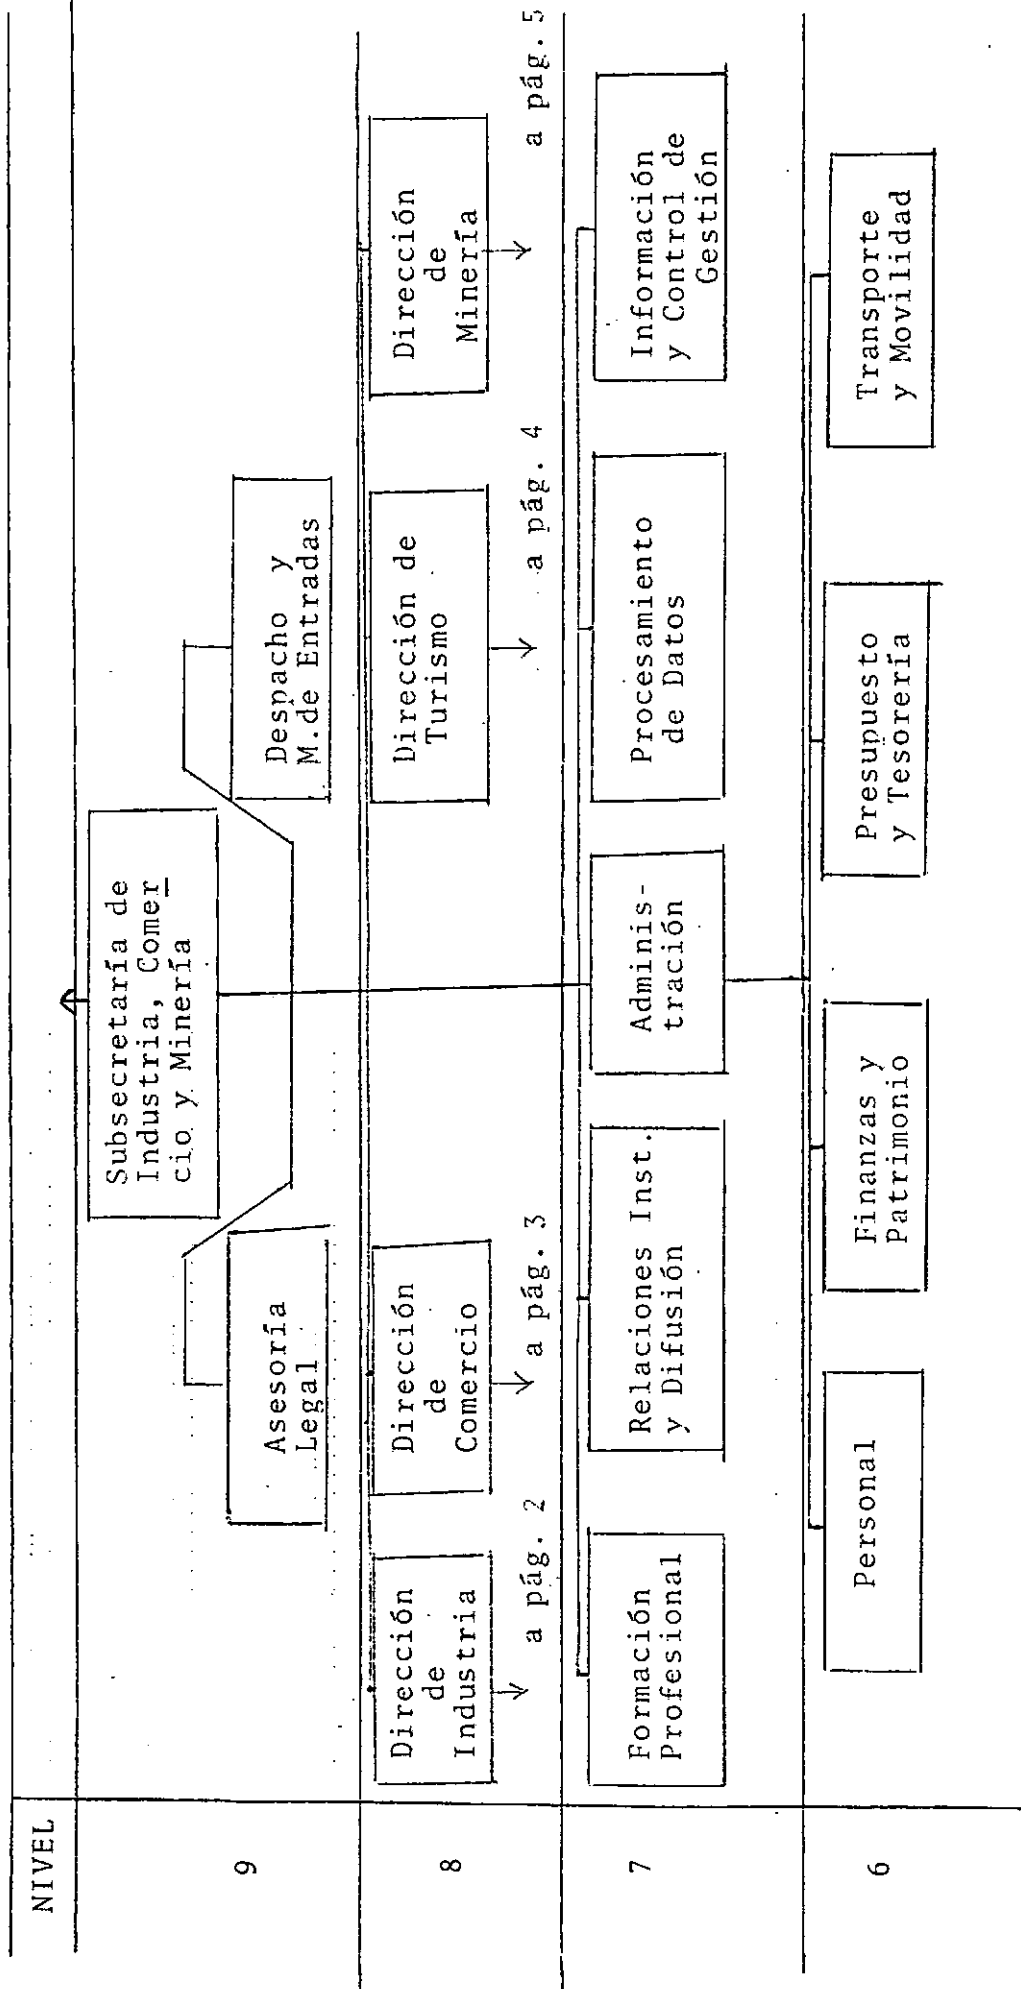 NIVEL
9
Subsecretaría de
Industria, Comer
cio y Minería
Asesoría
Legal
Despacho y
M.de Entradas
8
Dirección
de
Industria
a pág. 2
Dirección
de
Comercio
a pág. 3
Dirección de
Turismo
a pág. 4
Dirección
de
Minería
a pág. 5
7
Formación
Profesional
Relaciones Inst.
y Difusión
Adminis-
tración
Procesamiento
de Datos
Información
y Control de
Gestión
6
Personal
Finanzas y
Patrimonio
Presupuesto
y Tesorería
Transporte
y Movilidad